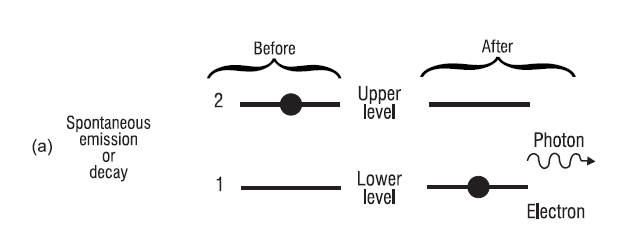 Before
After
2
Upper
level
(a)
Spontaneous
emission
or
decay
Photon
1
Lower
level
Electron